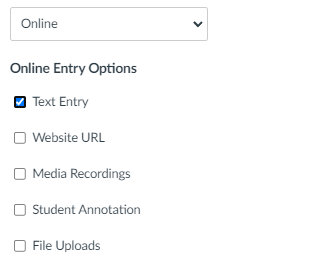 Online
Online Entry Options
Text Entry
Website URL
Media Recordings
Student Annotation
File Uploads